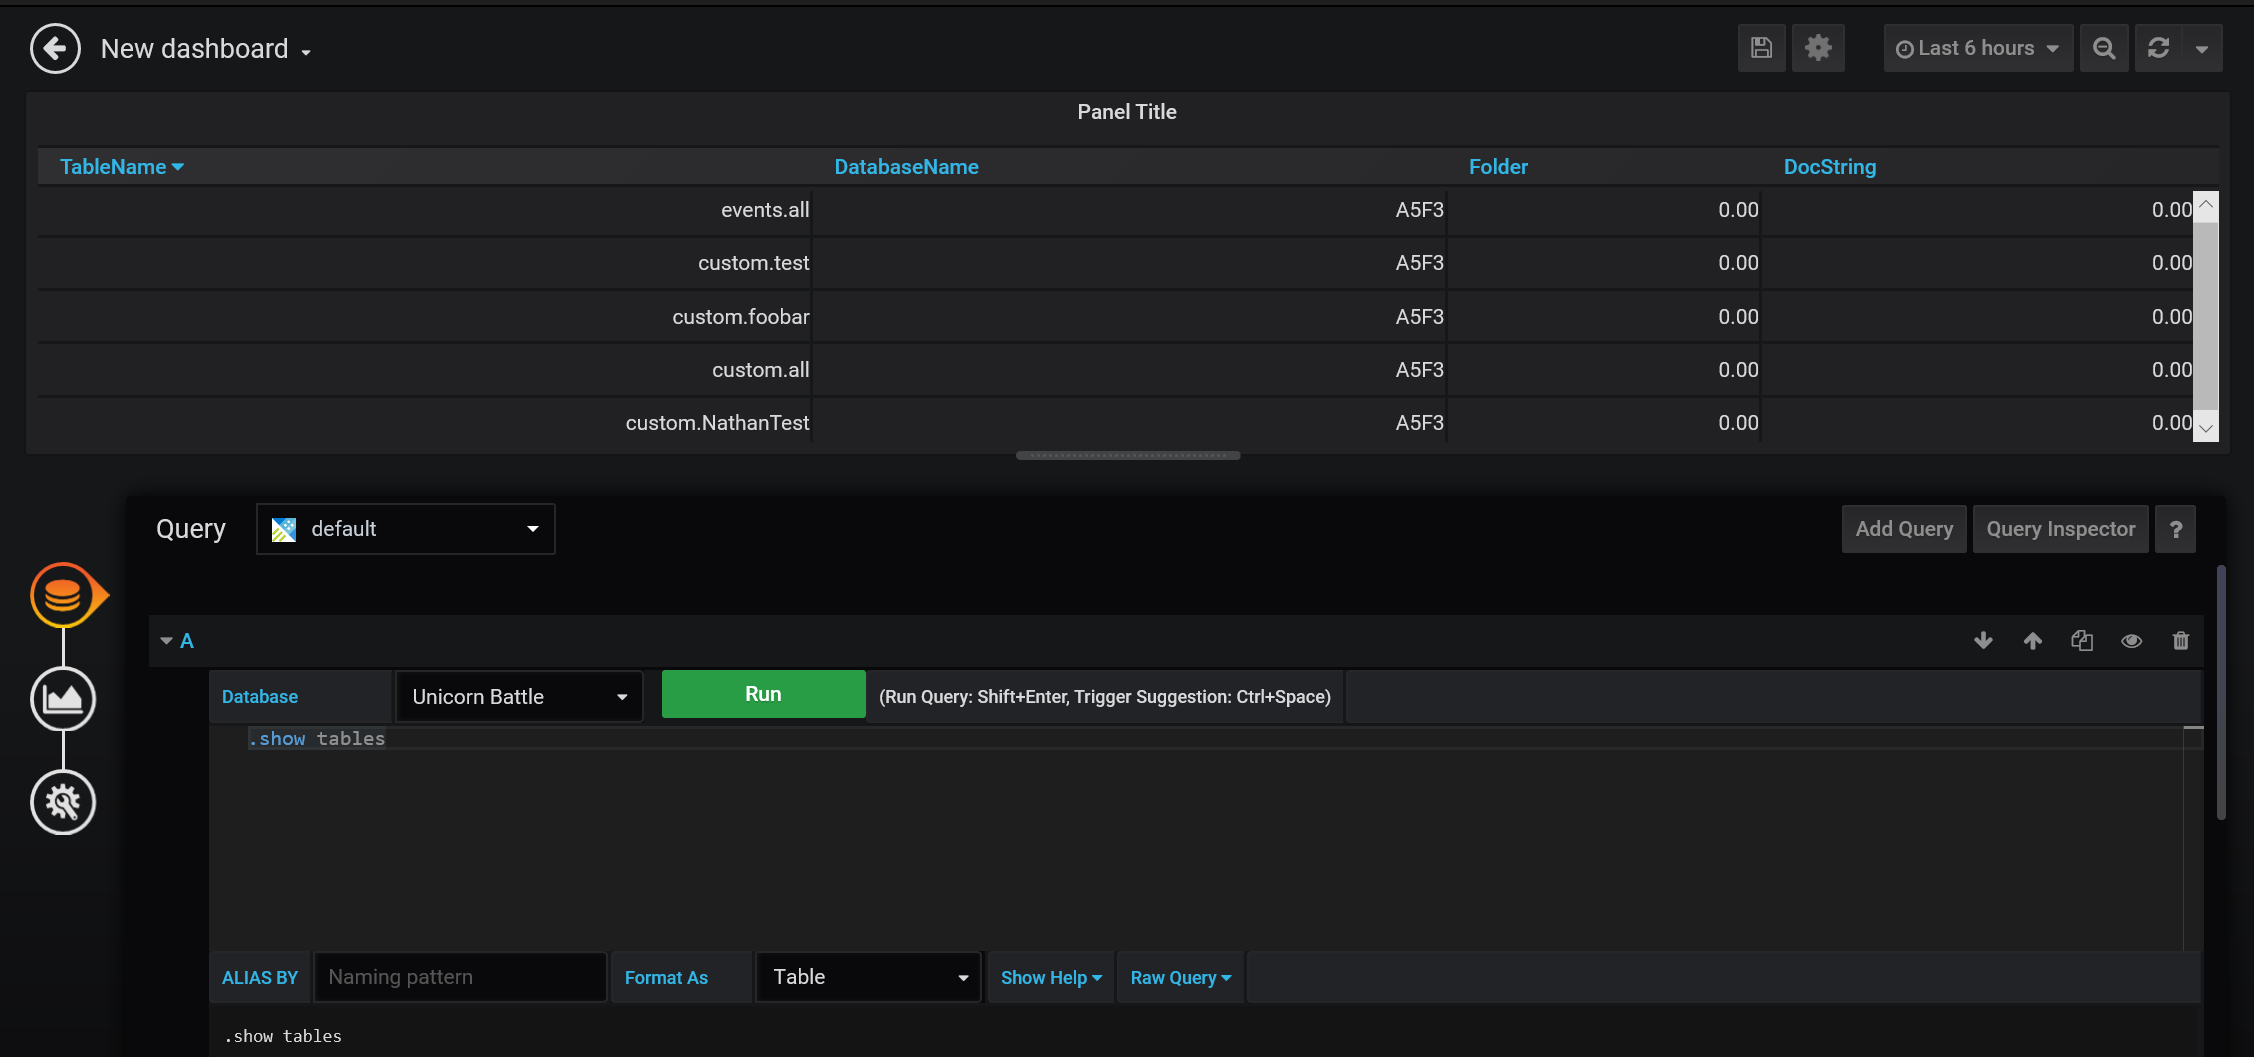 New dashboard
Last 6 hours
Panel Title
TableName DatabaseName Folder DocString
events.all A5F3 0.00 0.00
custom.test A5F3 0.00 0.00
custom.foobar A5F3 0.00 0.00
custom.all A5F3 0.00 0.00
custom.NathanTest A5F3 0.00 0.00
Query default Add Query Query Inspector ?
A
Database Unicorn Battle Run (Run Query: Shift+Enter, Trigger Suggestion: Ctrl+Space)
.show tables
ALIAS BY Naming pattern Format As Table Show Help Raw Query
.show tables